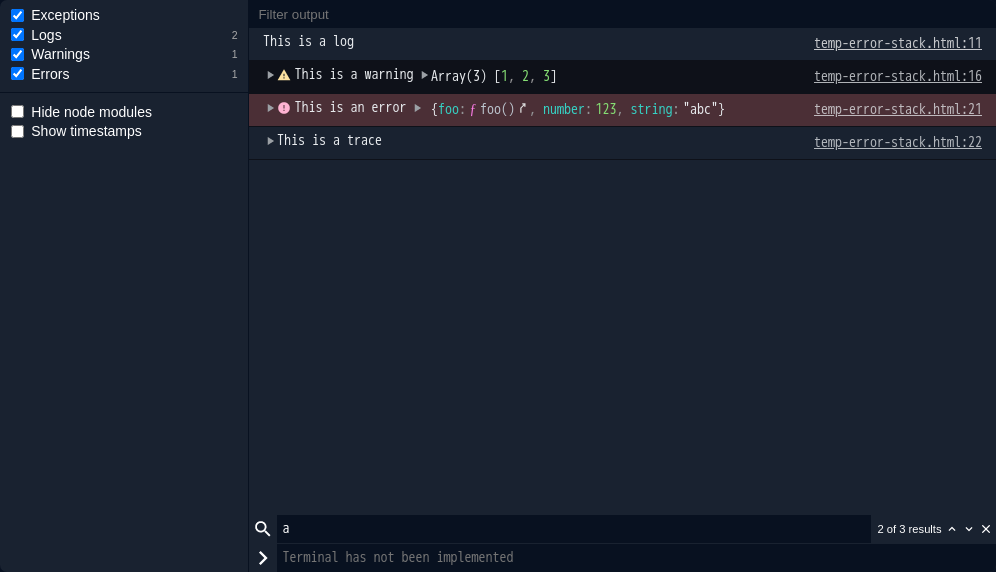 Exceptions
Logs 2
Warnings 1
Errors 1
Hide node modules
Show timestamps
Filter output
This is a log temp-error-stack.html:11
This is a warning Array(3) [1, 2, 3] temp-error-stack.html:16
This is an error {foo: ƒ foo(), number: 123, string: "abc"} temp-error-stack.html:21
This is a trace temp-error-stack.html:22
a 2 of 3 results
Terminal has not been implemented